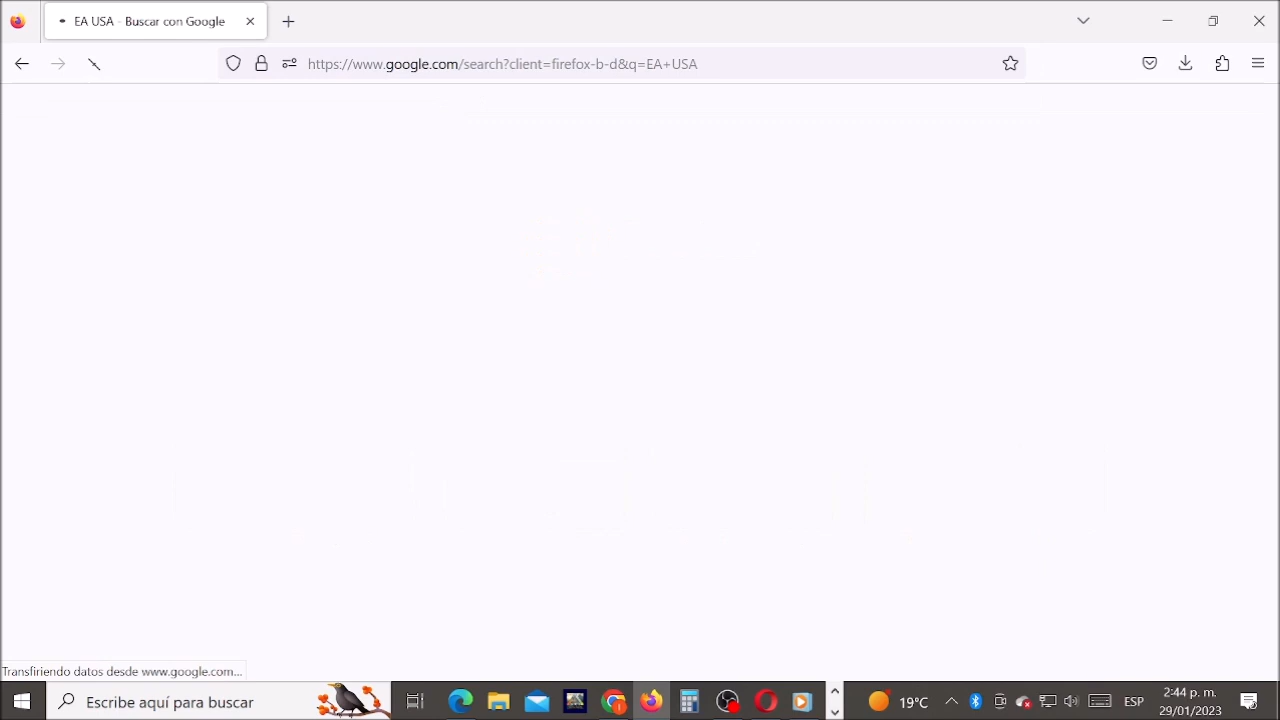 EA USA - Buscar con Google
https://www.google.com/search?client=firefox-b-d&q=EA+USA
Transfiriendo datos desde www.google.com...
Escribe aquí para buscar
19°C
ESP
2:44 p. m.
29/01/2023